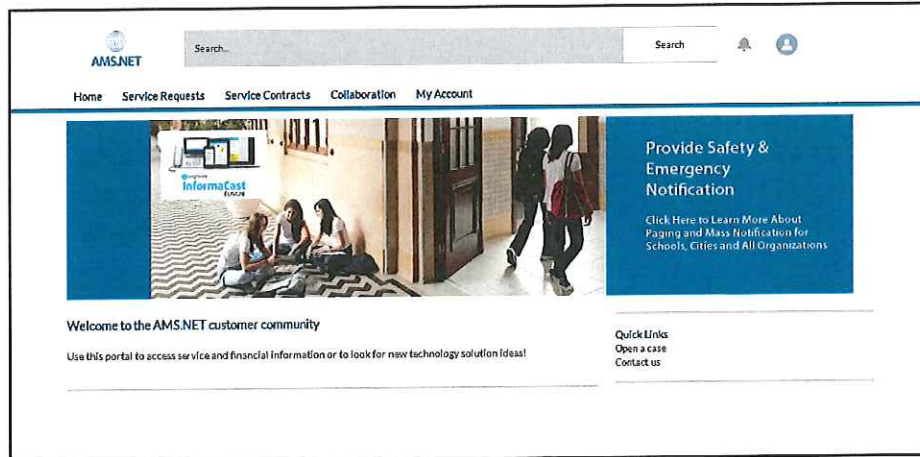 AMS.NET
Search..
Search
Home Service Requests Service Contracts Collaboration My Account
InformaCast
FUSION
Provide Safety &
Emergency
Notification
Click Here to Learn More About
Paging and Mass Notification for
Schools, Cities and All Organizations
Welcome to the AMS.NET customer community
Use this portal to access service and financial information or to look for new technology solution ideas!
Quick Links
Open a case
Contact us